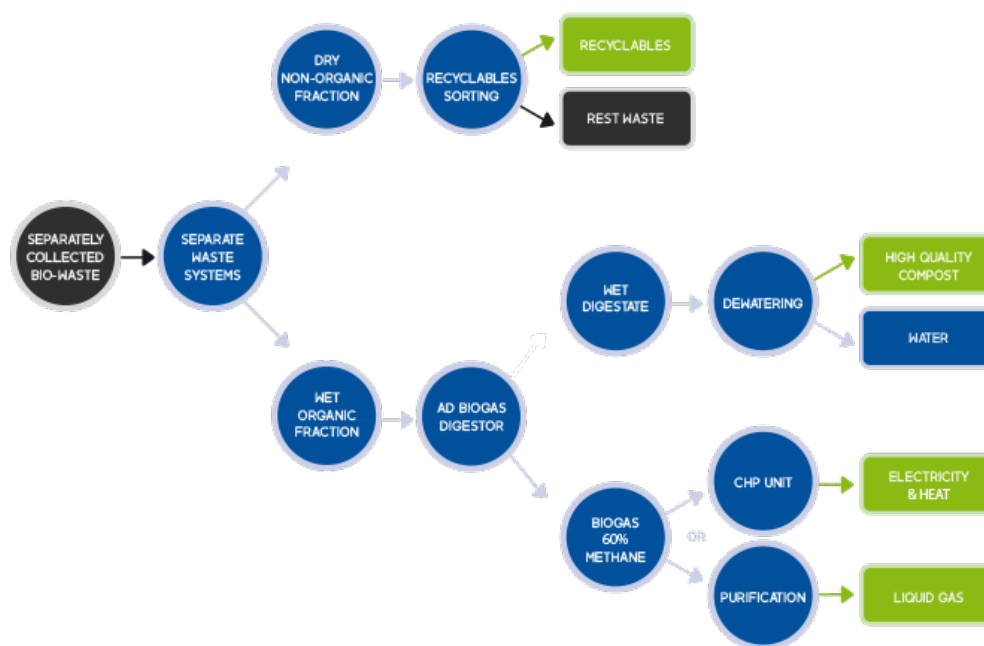 DRY
NON-ORGANIC
FRACTION
RECYCLABLES
SORTING
RECYCLABLES
REST WASTE
SEPARATELY
COLLECTED
BIO-WASTE
SEPARATE
WASTE
SYSTEMS
WET
DIGESTATE
DEWATERING
HIGH QUALITY
COMPOST
WATER
WET
ORGANIC
FRACTION
AD BIOGAS
DIGESTOR
BIOGAS
60%
METHANE
OR
CHP UNIT
ELECTRICITY
& HEAT
PURIFICATION
LIQUID GAS